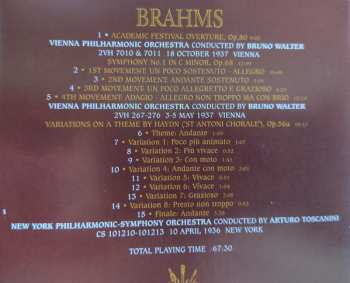 BRAHMS
1 • ACADEMIC FESTIVAL OVERTURE, Op.80
VIENNA PHILHARMONIC ORCHESTRA CONDUCTED BY BRUNO WALTER
2VH 7010 & 7011 18 OCTOBER 1937 VIENNA
SYMPHONY No.1 IN C MINOR, Op.68
2 • 1ST MOVEMENT UN POCO SOSTENUTO - ALLEGRO
3 • 2ND MOVEMENT ANDANTE SOSTENUTO
4 • 3RD MOVEMENT UN POCO ALLEGRETTO E GRAZIOSO
5 • 4TH MOVEMENT ADAGIO - ALLEGRO NON TROPPO MA CON BRIO
VIENNA PHILHARMONIC ORCHESTRA CONDUCTED BY BRUNO WALTER
2VH 267-276 3-5 MAY 1937 VIENNA
VARIATIONS ON A THEME BY HAYDN ('ST ANTONI CHORALE'), Op.56a
6 • Theme: Andante
7 • Variation 1: Poco più animato
8 • Variation 2: Più vivace
9 • Variation 3: Con moto
10 • Variation 4: Andante con moto
11 • Variation 5: Vivace
12 • Variation 6: Vivace
13 • Variation 7: Grazioso
14 • Variation 8: Presto non troppo
15 • Finale: Andante
NEW YORK PHILHARMONIC-SYMPHONY ORCHESTRA CONDUCTED BY ARTURO TOSCANINI
CS 101210-101213 10 APRIL 1936 NEW YORK
TOTAL PLAYING TIME 67:30